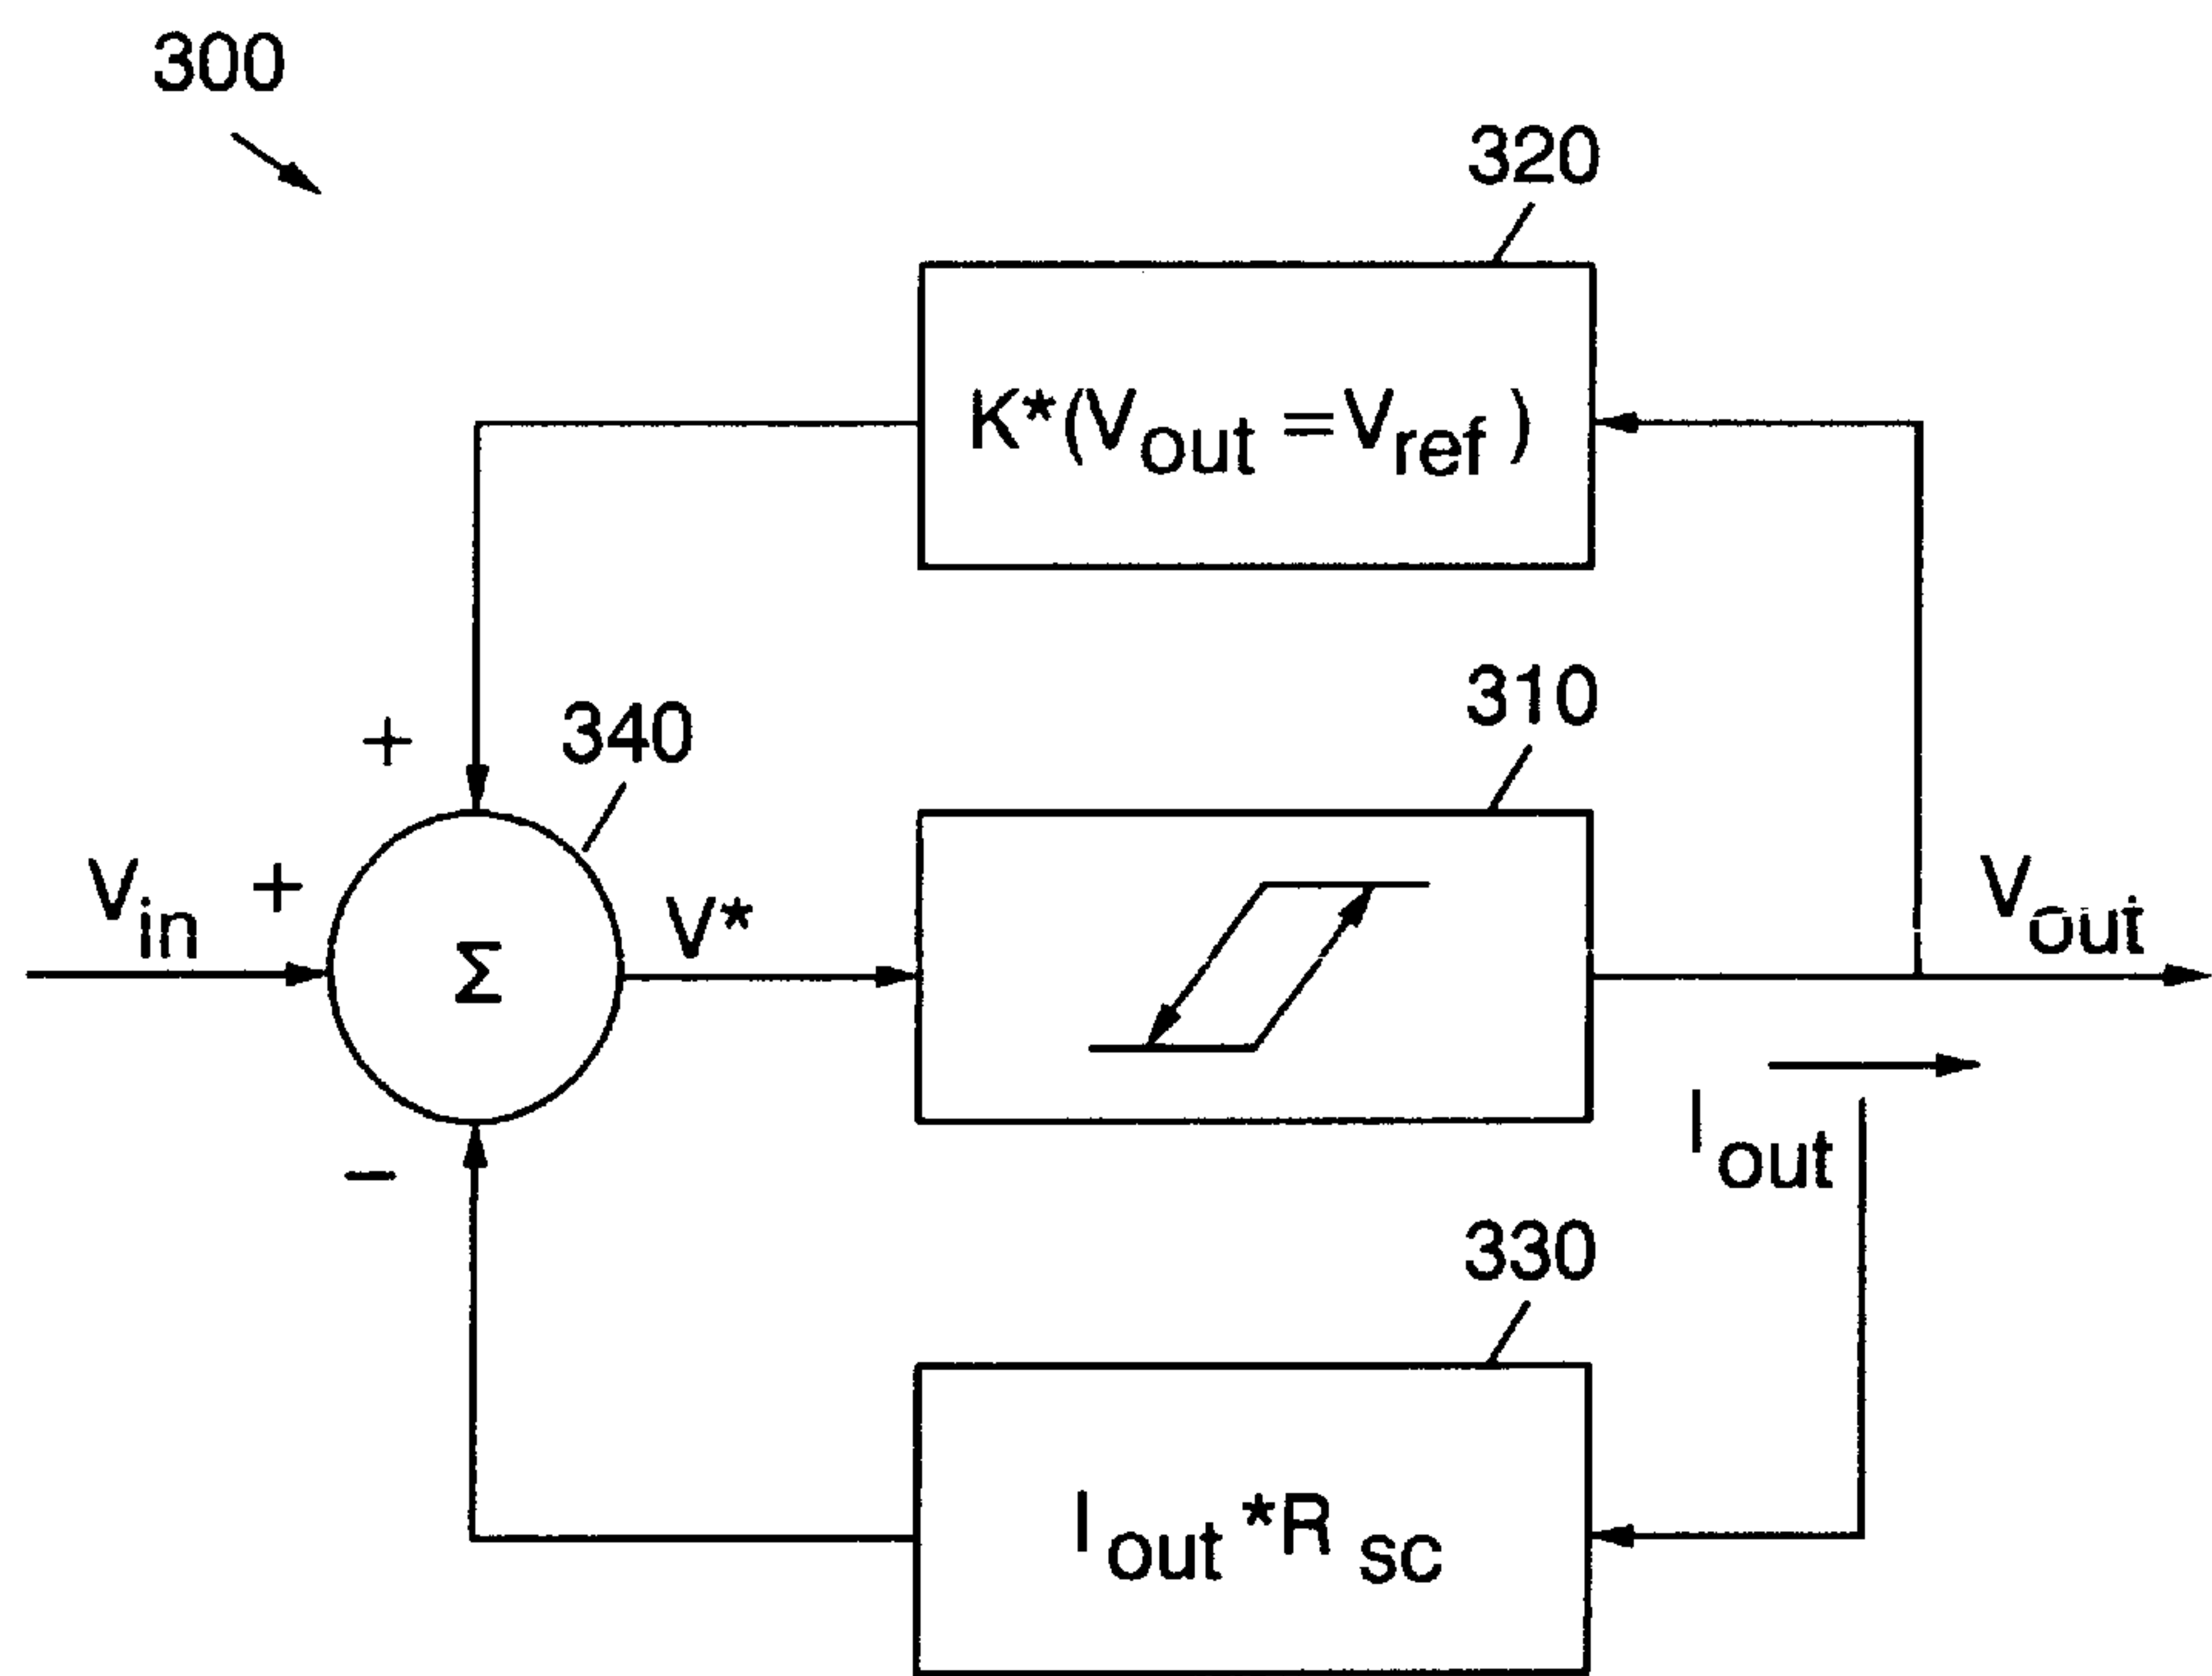 300
320
K*(Vout =Vref )
310
+
340
Vin +
V*
Σ
Vout
Iout
−
330
Iout *R sc